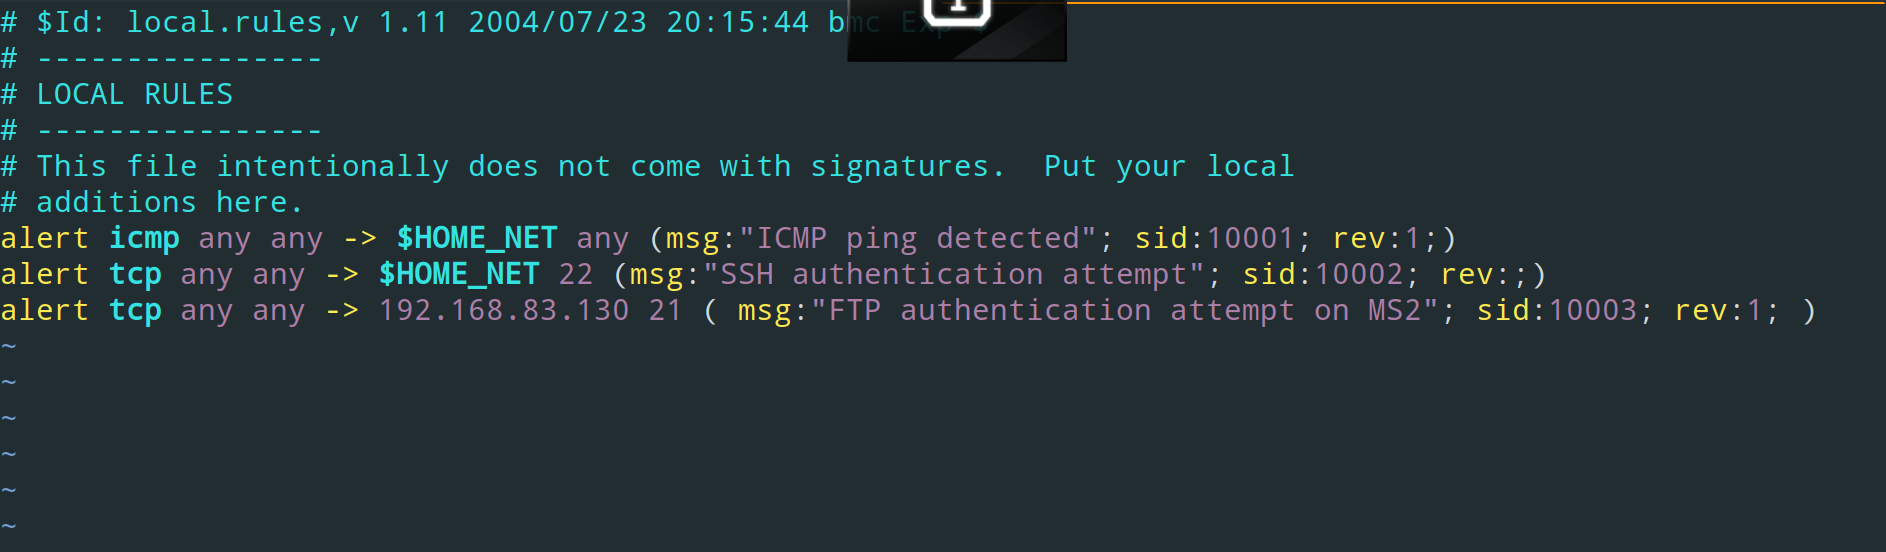 # $Id: local.rules,v 1.11 2004/07/23 20:15:44 bmc Exp $
# ----------------
# LOCAL RULES
# ----------------
# This file intentionally does not come with signatures.  Put your local
# additions here.
alert icmp any any -> $HOME_NET any (msg:"ICMP ping detected"; sid:10001; rev:1;)
alert tcp any any -> $HOME_NET 22 (msg:"SSH authentication attempt"; sid:10002; rev:;)
alert tcp any any -> 192.168.83.130 21 ( msg:"FTP authentication attempt on MS2"; sid:10003; rev:1; )
~
~
~
~
~
~